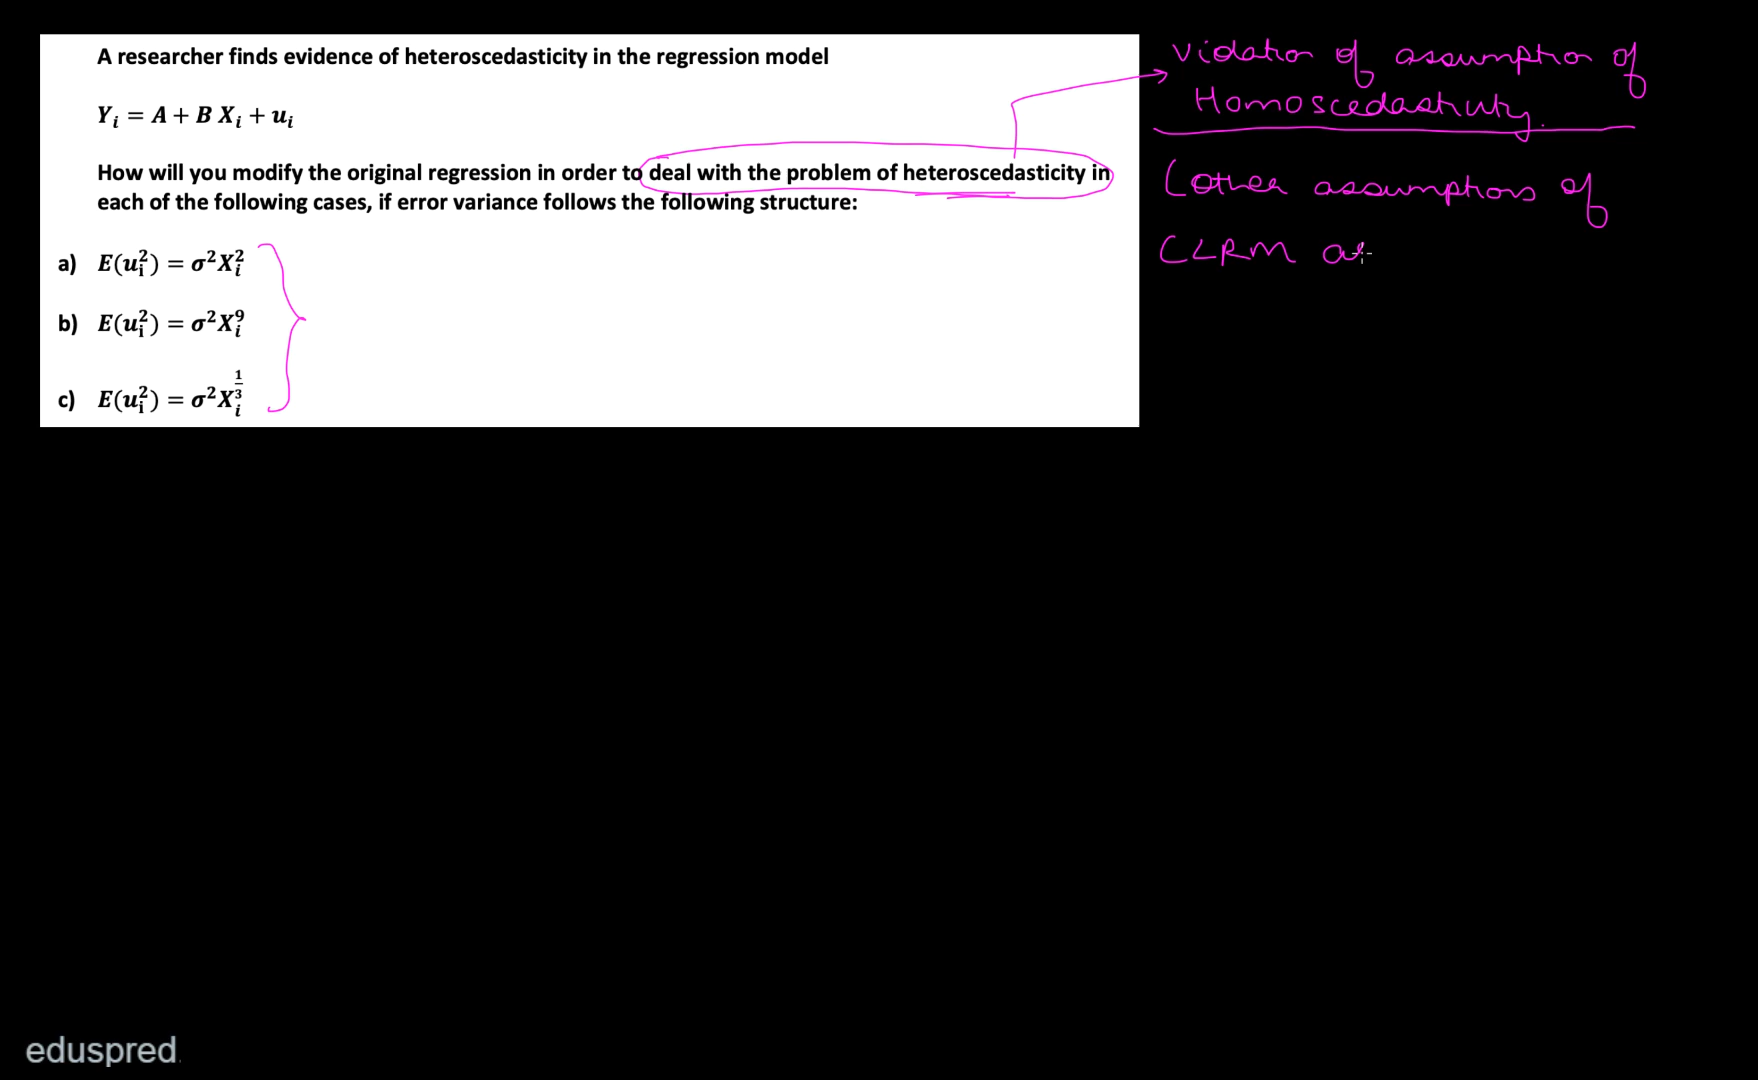 A researcher finds evidence of heteroscedasticity in the regression model
Yᵢ = A + B Xᵢ + uᵢ
How will you modify the original regression in order to deal with the problem of heteroscedasticity in
each of the following cases, if error variance follows the following structure:
a) E(uᵢ²) = σ²Xᵢ²
b) E(uᵢ²) = σ²Xᵢ⁹
c) E(uᵢ²) = σ²Xᵢ^(1/3)
Violation of assumption of
Homoscedasticity.
(Other assumptions of
CLRM
eduspred